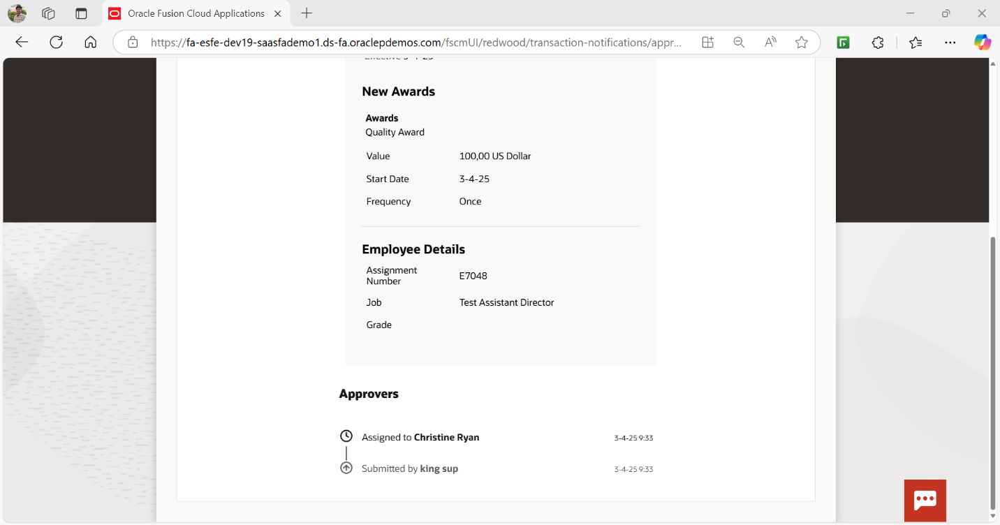 Oracle Fusion Cloud Applications
https://fa-esfe-dev19-saasfademo1.ds-fa.oraclepdemos.com/fscmUI/redwood/transaction-notifications/appr...
New Awards
Awards
Quality Award
Value 100,00 US Dollar
Start Date 3-4-25
Frequency Once
Employee Details
Assignment
Number E7048
Job Test Assistant Director
Grade
Approvers
Assigned to Christine Ryan 3-4-25 9:33
Submitted by king sup 3-4-25 9:33